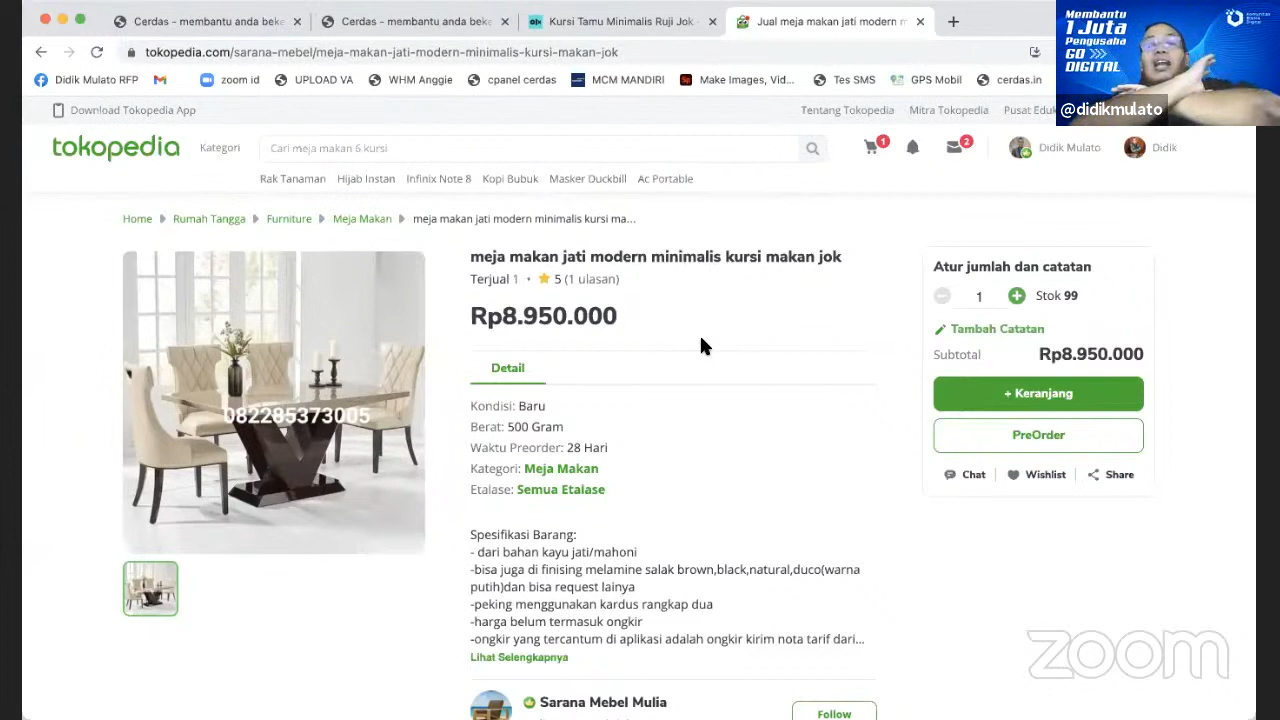 Cerdas - membantu anda beke
Cerdas - membantu anda beke
Kursi Tamu Minimalis Ruji Jok -
Jual meja makan jati modern m
tokopedia.com/sarana-mebel/meja-makan-jati-modern-minimalis-kursi-makan-jok
Didik Mulato RFP
zoom id
UPLOAD VA
VHM Anggie
cpanel cerdas
MCM MANDIRI
Make Images, Vid...
Tes SMS
GPS Mobil
cerdas.in
Membantu
1 Juta
Pengusaha
GO >>>
DIGITAL
Komunitas
Bisnis
Digital
@didikmulato
Download Tokopedia App
Tentang Tokopedia
Mitra Tokopedia
Pusat Edu
tokopedia
Kategori
Cari meja makan 6 kursi
1
2
Didik Mulato
Didik
Rak Tanaman
Hijab Instan
Infinix Note 8
Kopi Bubuk
Masker Duckbill
Ac Portable
Home
Rumah Tangga
Furniture
Meja Makan
meja makan jati modern minimalis kursi ma...
082285373005
meja makan jati modern minimalis kursi makan jok
Terjual 1 • 5 (1 ulasan)
Rp8.950.000
Detail
Kondisi: Baru
Berat: 500 Gram
Waktu Preorder: 28 Hari
Kategori: Meja Makan
Etalase: Semua Etalase
Spesifikasi Barang:
- dari bahan kayu jati/mahoni
-bisa juga di finising melamine salak brown,black,natural,duco(warna
putih)dan bisa request lainya
-peking menggunakan kardus rangkap dua
-harga belum termasuk ongkir
-ongkir yang tercantum di aplikasi adalah ongkir kirim nota tarif dari...
Lihat Selengkapnya
Sarana Mebel Mulia
Follow
Atur jumlah dan catatan
1
Stok 99
Tambah Catatan
Subtotal
Rp8.950.000
+ Keranjang
PreOrder
Chat
Wishlist
Share
zoom